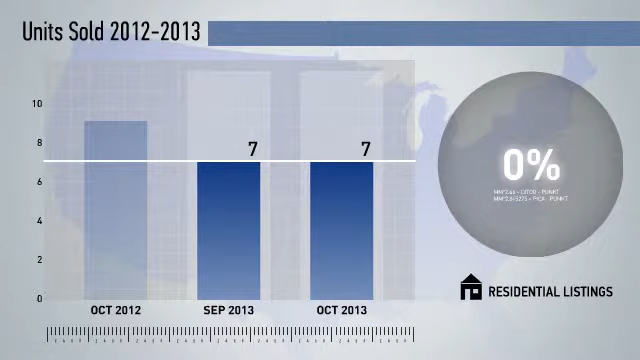 Units Sold 2012-2013
10
8
6
4
2
0
7
7
OCT 2012
SEP 2013
OCT 2013
0%
RESIDENTIAL LISTINGS